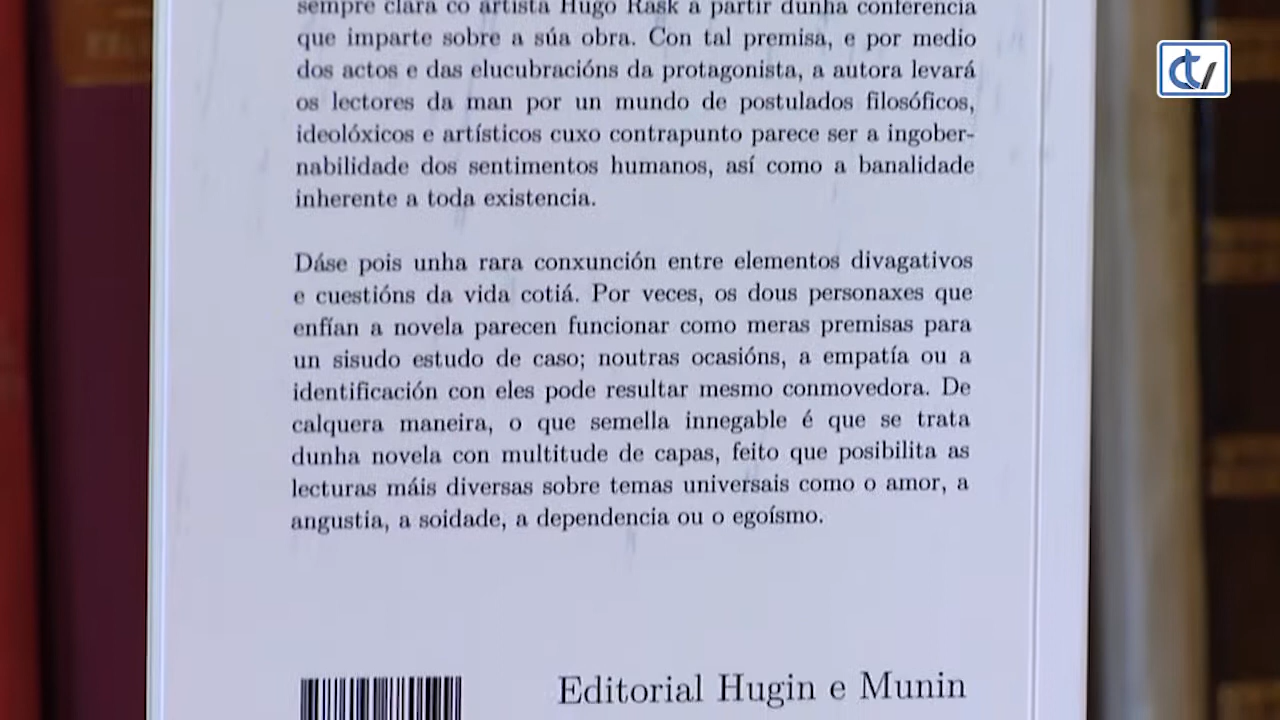 sempre clara co artista Hugo Rask a partir dunha conferencia
que imparte sobre a súa obra. Con tal premisa, e por medio
dos actos e das elucubracións da protagonista, a autora levará
os lectores da man por un mundo de postulados filosóficos,
ideolóxicos e artísticos cuxo contrapunto parece ser a ingober-
nabilidade dos sentimentos humanos, así como a banalidade
inherente a toda existencia.
Dáse pois unha rara conxunción entre elementos divagativos
e cuestións da vida cotiá. Por veces, os dous personaxes que
enfían a novela parecen funcionar como meras premisas para
un sisudo estudo de caso; noutras ocasións, a empatía ou a
identificación con eles pode resultar mesmo conmovedora. De
calquera maneira, o que semella innegable é que se trata
dunha novela con multitude de capas, feito que posibilita as
lecturas máis diversas sobre temas universais como o amor, a
angustia, a soidade, a dependencia ou o egoísmo.
Editorial Hugin e Munin